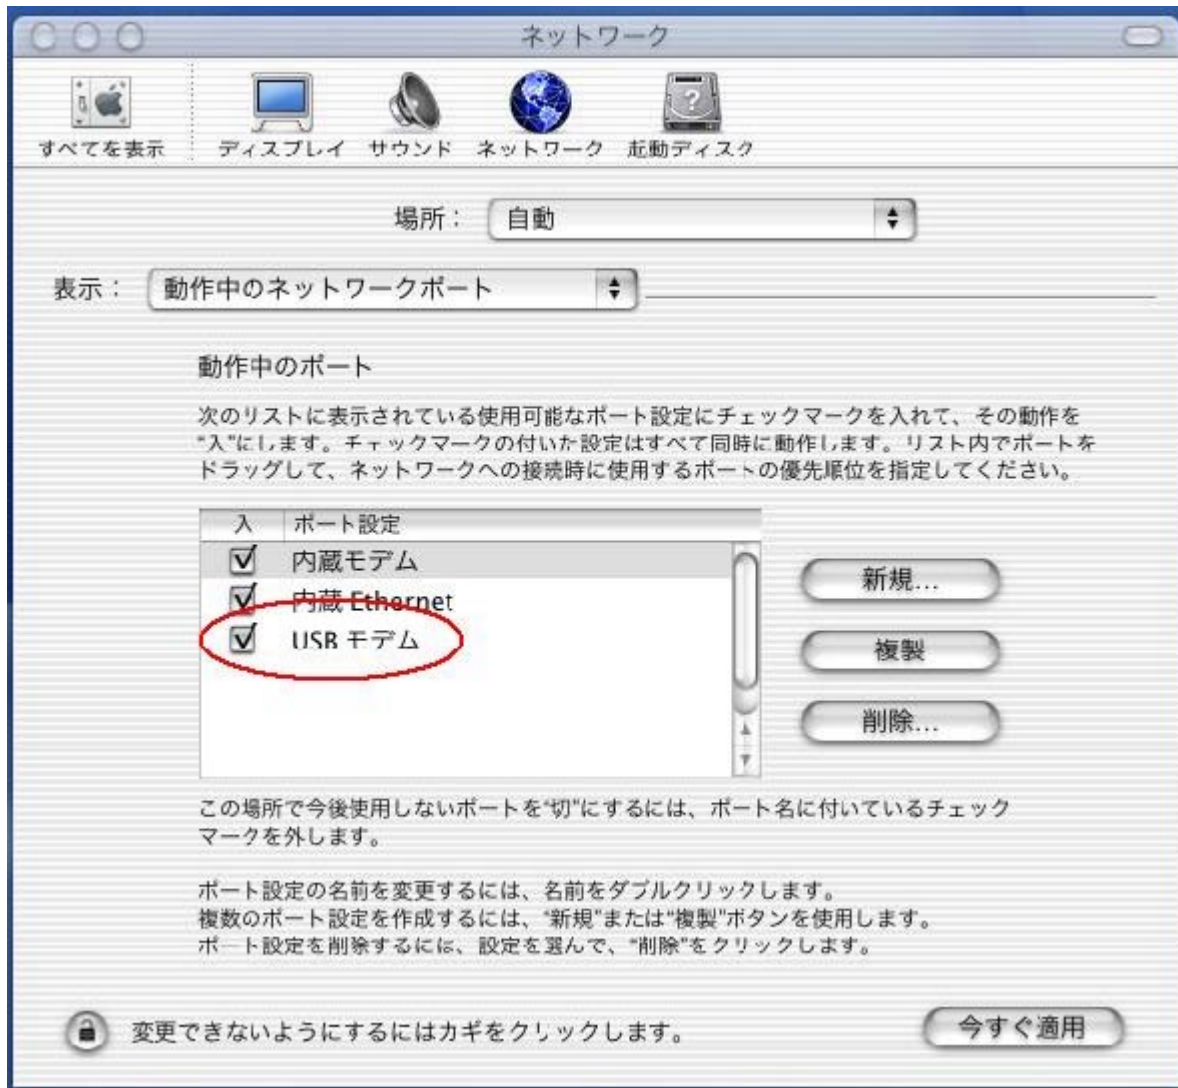 ネットワーク
すべてを表示 ディスプレイ サウンド ネットワーク 起動ディスク
場所： 自動
表示： 動作中のネットワークポート
動作中のポート
次のリストに表示されている使用可能なポート設定にチェックマークを入れて、その動作を
“入”にします。チェックマークの付いた設定はすべて同時に動作します。リスト内でポートを
ドラッグして、ネットワークへの接続時に使用するポートの優先順位を指定してください。
入 ポート設定
内蔵モデム
内蔵 Ethernet
USB モデム
新規...
複製
削除...
この場所で今後使用しないポートを“切”にするには、ポート名に付いているチェック
マークを外します。
ポート設定の名前を変更するには、名前をダブルクリックします。
複数のポート設定を作成するには、“新規”または“複製”ボタンを使用します。
ポート設定を削除するには、設定を選んで、“削除”をクリックします。
変更できないようにするにはカギをクリックします。
今すぐ適用